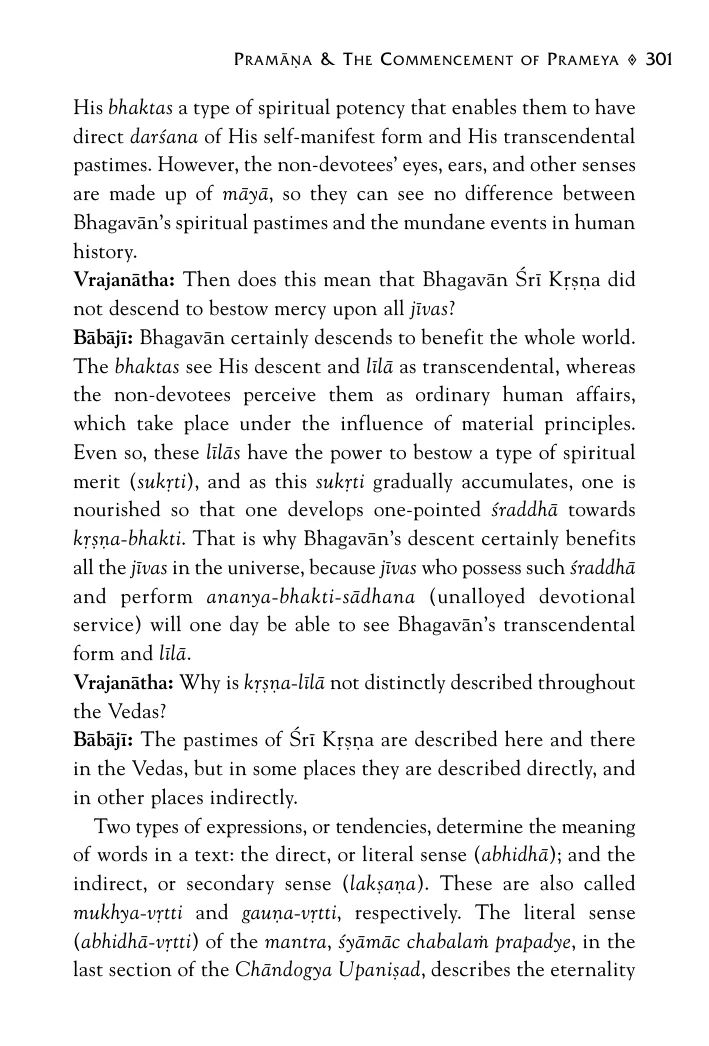 PRAMĀṆA & THE COMMENCEMENT OF PRAMEYA ◈ 301
His bhaktas a type of spiritual potency that enables them to have
direct darśana of His self-manifest form and His transcendental
pastimes. However, the non-devotees’ eyes, ears, and other senses
are made up of māyā, so they can see no difference between
Bhagavān’s spiritual pastimes and the mundane events in human
history.
Vrajanātha: Then does this mean that Bhagavān Śrī Kṛṣṇa did
not descend to bestow mercy upon all jīvas?
Bābājī: Bhagavān certainly descends to benefit the whole world.
The bhaktas see His descent and līlā as transcendental, whereas
the non-devotees perceive them as ordinary human affairs,
which take place under the influence of material principles.
Even so, these līlās have the power to bestow a type of spiritual
merit (sukṛti), and as this sukṛti gradually accumulates, one is
nourished so that one develops one-pointed śraddhā towards
kṛṣṇa-bhakti. That is why Bhagavān’s descent certainly benefits
all the jīvas in the universe, because jīvas who possess such śraddhā
and perform ananya-bhakti-sādhana (unalloyed devotional
service) will one day be able to see Bhagavān’s transcendental
form and līlā.
Vrajanātha: Why is kṛṣṇa-līlā not distinctly described throughout
the Vedas?
Bābājī: The pastimes of Śrī Kṛṣṇa are described here and there
in the Vedas, but in some places they are described directly, and
in other places indirectly.
Two types of expressions, or tendencies, determine the meaning
of words in a text: the direct, or literal sense (abhidhā); and the
indirect, or secondary sense (lakṣaṇa). These are also called
mukhya-vṛtti and gauṇa-vṛtti, respectively. The literal sense
(abhidhā-vṛtti) of the mantra, śyāmāc chabalaṁ prapadye, in the
last section of the Chāndogya Upaniṣad, describes the eternality